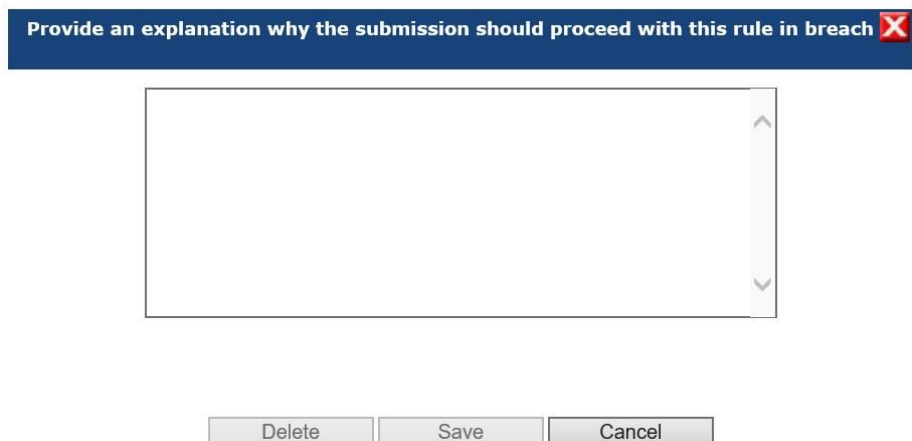 Provide an explanation why the submission should proceed with this rule in breach
Delete Save Cancel